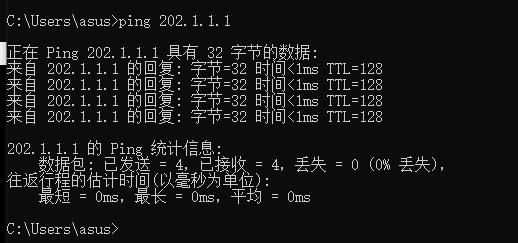 C:\Users\asus>ping 202.1.1.1
正在 Ping 202.1.1.1 具有 32 字节的数据:
来自 202.1.1.1 的回复: 字节=32 时间<1ms TTL=128
来自 202.1.1.1 的回复: 字节=32 时间<1ms TTL=128
来自 202.1.1.1 的回复: 字节=32 时间<1ms TTL=128
来自 202.1.1.1 的回复: 字节=32 时间<1ms TTL=128
202.1.1.1 的 Ping 统计信息:
数据包: 已发送 = 4, 已接收 = 4, 丢失 = 0 (0% 丢失),
往返行程的估计时间(以毫秒为单位):
最短 = 0ms, 最长 = 0ms, 平均 = 0ms
C:\Users\asus>